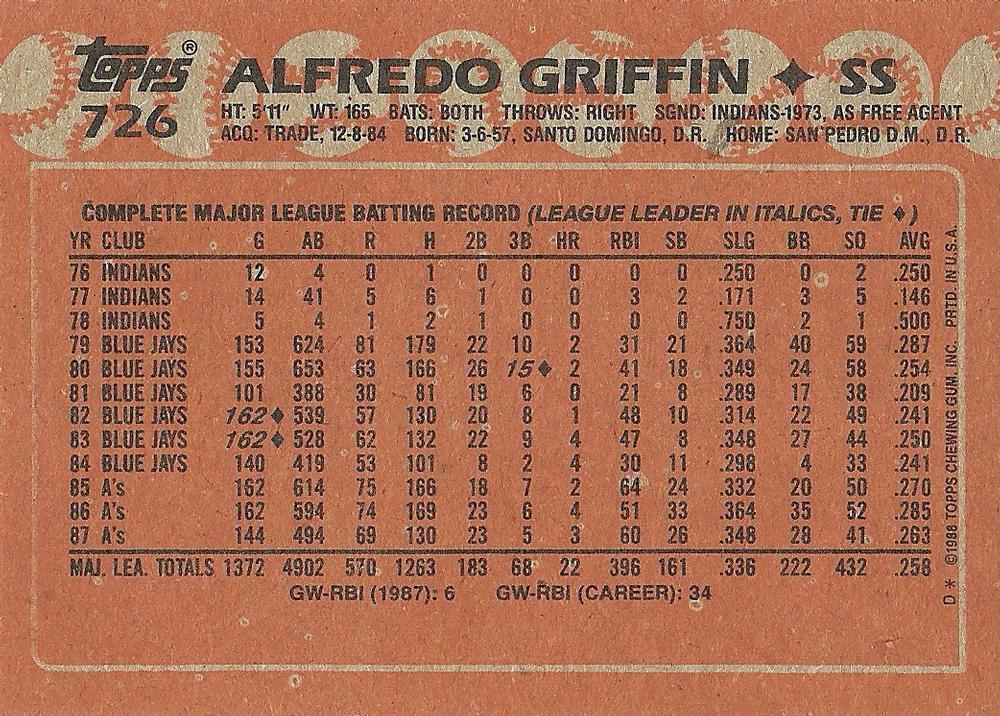 topps® ALFREDO GRIFFIN ♦ SS
726 HT: 5'11" WT: 165 BATS: BOTH THROWS: RIGHT SGND: INDIANS-1973, AS FREE AGENT
ACQ: TRADE, 12-8-84 BORN: 3-6-57, SANTO DOMINGO, D.R. HOME: SAN PEDRO D.M., D.R.
COMPLETE MAJOR LEAGUE BATTING RECORD (LEAGUE LEADER IN ITALICS, TIE ♦)
YR CLUB G AB R H 2B 3B HR RBI SB SLG BB SO AVG
76 INDIANS 12 4 0 1 0 0 0 0 0 .250 0 2 .250
77 INDIANS 14 41 5 6 1 0 0 3 2 .171 3 5 .146
78 INDIANS 5 4 1 2 1 0 0 0 0 .750 2 1 .500
79 BLUE JAYS 153 624 81 179 22 10 2 31 21 .364 40 59 .287
80 BLUE JAYS 155 653 63 166 26 15♦ 2 41 18 .349 24 58 .254
81 BLUE JAYS 101 388 30 81 19 6 0 21 8 .289 17 38 .209
82 BLUE JAYS 162♦ 539 57 130 20 8 1 48 10 .314 22 49 .241
83 BLUE JAYS 162♦ 528 62 132 22 9 4 47 8 .348 27 44 .250
84 BLUE JAYS 140 419 53 101 8 2 4 30 11 .298 4 33 .241
85 A's 162 614 75 166 18 7 2 64 24 .332 20 50 .270
86 A's 162 594 74 169 23 6 4 51 33 .364 35 52 .285
87 A's 144 494 69 130 23 5 3 60 26 .348 28 41 .263
MAJ. LEA. TOTALS 1372 4902 570 1263 183 68 22 396 161 .336 222 432 .258
GW-RBI (1987): 6 GW-RBI (CAREER): 34
D* ©1988 TOPPS CHEWING GUM, INC. PRTD. IN U.S.A.